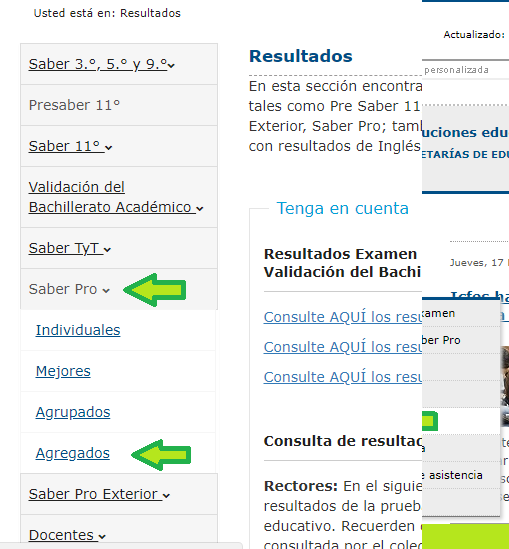 Usted está en: Resultados
Saber 3.°, 5.° y 9.°
Presaber 11°
Saber 11°
Validación del
Bachillerato Académico
Saber TyT
Saber Pro
Individuales
Mejores
Agrupados
Agregados
Saber Pro Exterior
Docentes
Resultados
En esta sección encontra
tales como Pre Saber 11
Exterior, Saber Pro; tam
con resultados de Inglés
Tenga en cuenta
Resultados Examen
Validación del Bachi
Consulte AQUÍ los resu
Consulte AQUÍ los resu
Consulte AQUÍ los resu
Consulta de resultad
Rectores: En el siguie
resultados de la prueba
educativo. Recuerden
consultada por el colec
Actualizado:
personalizada
uciones edu
ETARÍAS DE EDU
Jueves, 17
Icfes ha
xamen
ber Pro
e asistencia